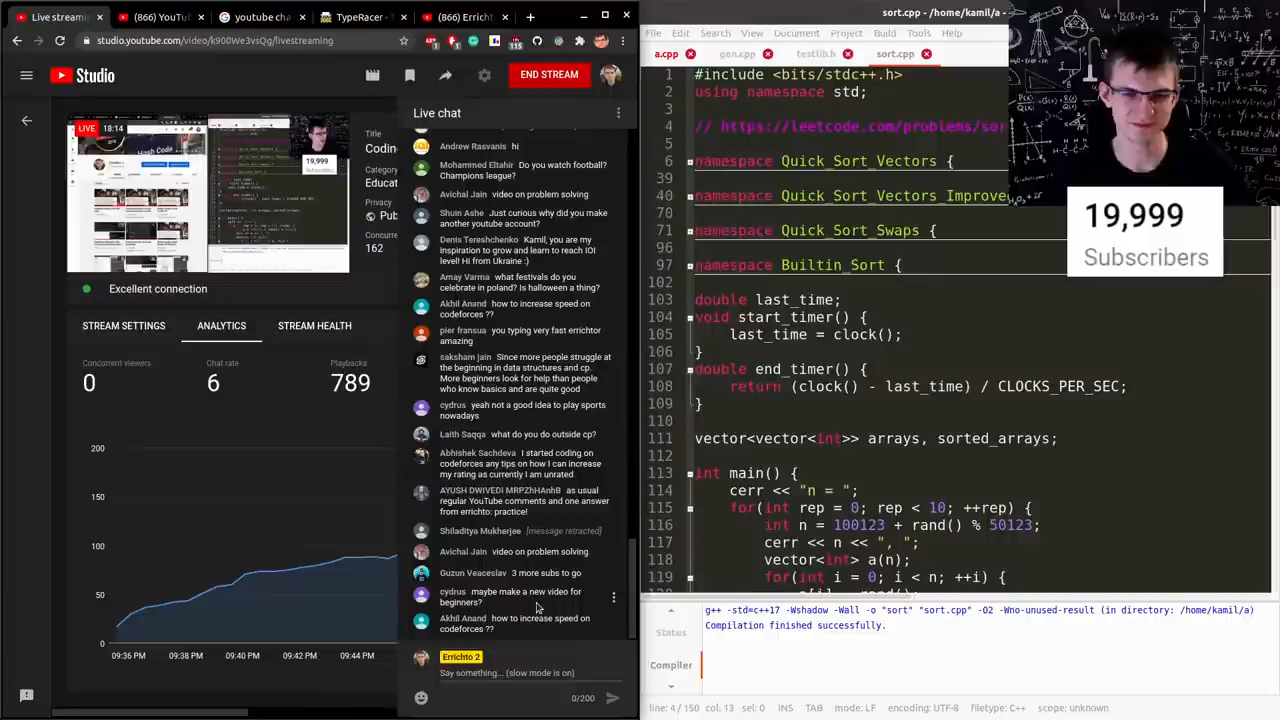 Live streami
(866) YouTu
youtube cha
TypeRacer - T
(866) Erricht
studio.youtube.com/video/k900We3vsQg/livestreaming
115
Studio
END STREAM
LIVE 18:14
Hash Code
19,999
Subscribers
Title
Codin
Category
Educat
Privacy
Pub
Concurre
162
Excellent connection
STREAM SETTINGS
ANALYTICS
STREAM HEALTH
Concurrent viewers
Chat rate
Playbacks
0
6
789
200
150
100
50
0
09:36 PM
09:38 PM
09:40 PM
09:42 PM
09:44 PM
Live chat
Andrew Rasvanis hi
Mohammed Eltahir Do you watch football?
Champions league?
Avichal Jain video on problem solving
Shuin Ashe Just curious why did you make
another youtube account?
Denis Tereshchenko Kamil, you are my
inspiration to grow and learn to reach IOI
level! Hi from Ukraine :)
Amay Varma what festivals do you
celebrate in poland? Is halloween a thing?
Akhil Anand how to increase speed on
codeforces ??
pier fransua you typing very fast errichtor
amazing
saksham jain Since more people struggle at
the beginning in data structures and cp.
More beginners look for help than people
who know basics and are quite good
cydrus yeah not a good idea to play sports
nowadays
Laith Saqqa what do you do outside cp?
Abhishek Sachdeva I started coding on
codeforces any tips on how I can increase
my rating as currently I am unrated
AYUSH DWIVEDI MRPZhHAnhB as usual
regular YouTube comments and one answer
from errichto: practice!
Shiladitya Mukherjee [message retracted]
Avichal Jain video on problem solving
Guzun Veaceslav 3 more subs to go
cydrus maybe make a new video for
beginners?
Akhil Anand how to increase speed on
codeforces ??
Errichto 2
Say something... (slow mode is on)
0/200
sort.cpp - /home/kamil/a -
File Edit Search View Document Project Build Tools Help
a.cpp
gen.cpp
testlib.h
sort.cpp
1 #include <bits/stdc++.h>
2 using namespace std;
4 // https://leetcode.com/problems/sor
6 namespace Quick_Sort_Vectors {
39
40 namespace Quick_Sort_Vectors_Improve
70
71 namespace Quick_Sort_Swaps {
96
97 namespace Builtin_Sort {
102
103 double last_time;
104 void start_timer() {
105 last_time = clock();
106 }
107 double end_timer() {
108 return (clock() - last_time) / CLOCKS_PER_SEC;
109 }
110
111 vector<vector<int>> arrays, sorted_arrays;
112
113 int main() {
114 cerr << "n = ";
115 for(int rep = 0; rep < 10; ++rep) {
116 int n = 100123 + rand() % 50123;
117 cerr << n << ", ";
118 vector<int> a(n);
119 for(int i = 0; i < n; ++i) {
19,999
Subscribers
States
Compiler
g++ -std=c++17 -Wshadow -Wall -o "sort" "sort.cpp" -O2 -Wno-unused-result (in directory: /home/kamil/a)
Compilation finished successfully.
line: 4 / 150 col: 13 sel: 0 INS TAB mode: LF encoding: UTF-8 filetype: C++ scope: unknown